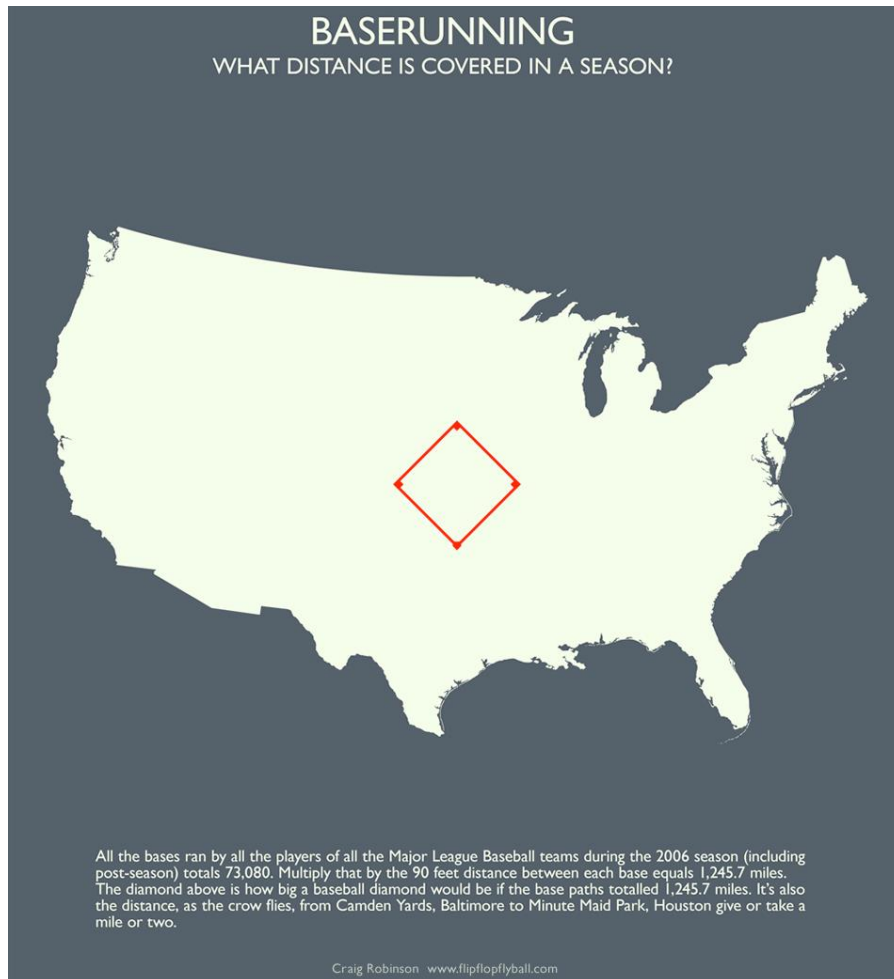 BASERUNNING
WHAT DISTANCE IS COVERED IN A SEASON?
All the bases ran by all the players of all the Major League Baseball teams during the 2006 season (including
post-season) totals 73,080. Multiply that by the 90 feet distance between each base equals 1,245.7 miles.
The diamond above is how big a baseball diamond would be if the base paths totalled 1,245.7 miles. It's also
the distance, as the crow flies, from Camden Yards, Baltimore to Minute Maid Park, Houston give or take a
mile or two.
Craig Robinson www.flipflopflyball.com